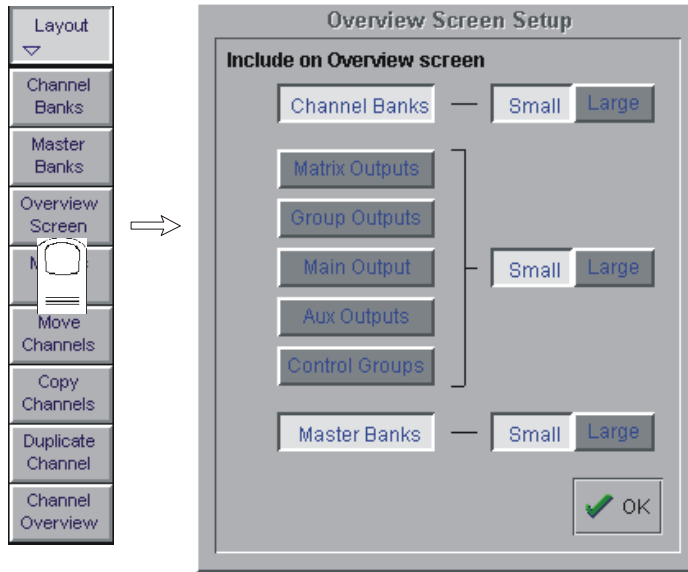 Layout
Channel
Banks
Master
Banks
Overview
Screen
Move
Channels
Copy
Channels
Duplicate
Channel
Channel
Overview
Overview Screen Setup
Include on Overview screen
Channel Banks
Small
Large
Matrix Outputs
Group Outputs
Main Output
Aux Outputs
Control Groups
Small
Large
Master Banks
Small
Large
OK